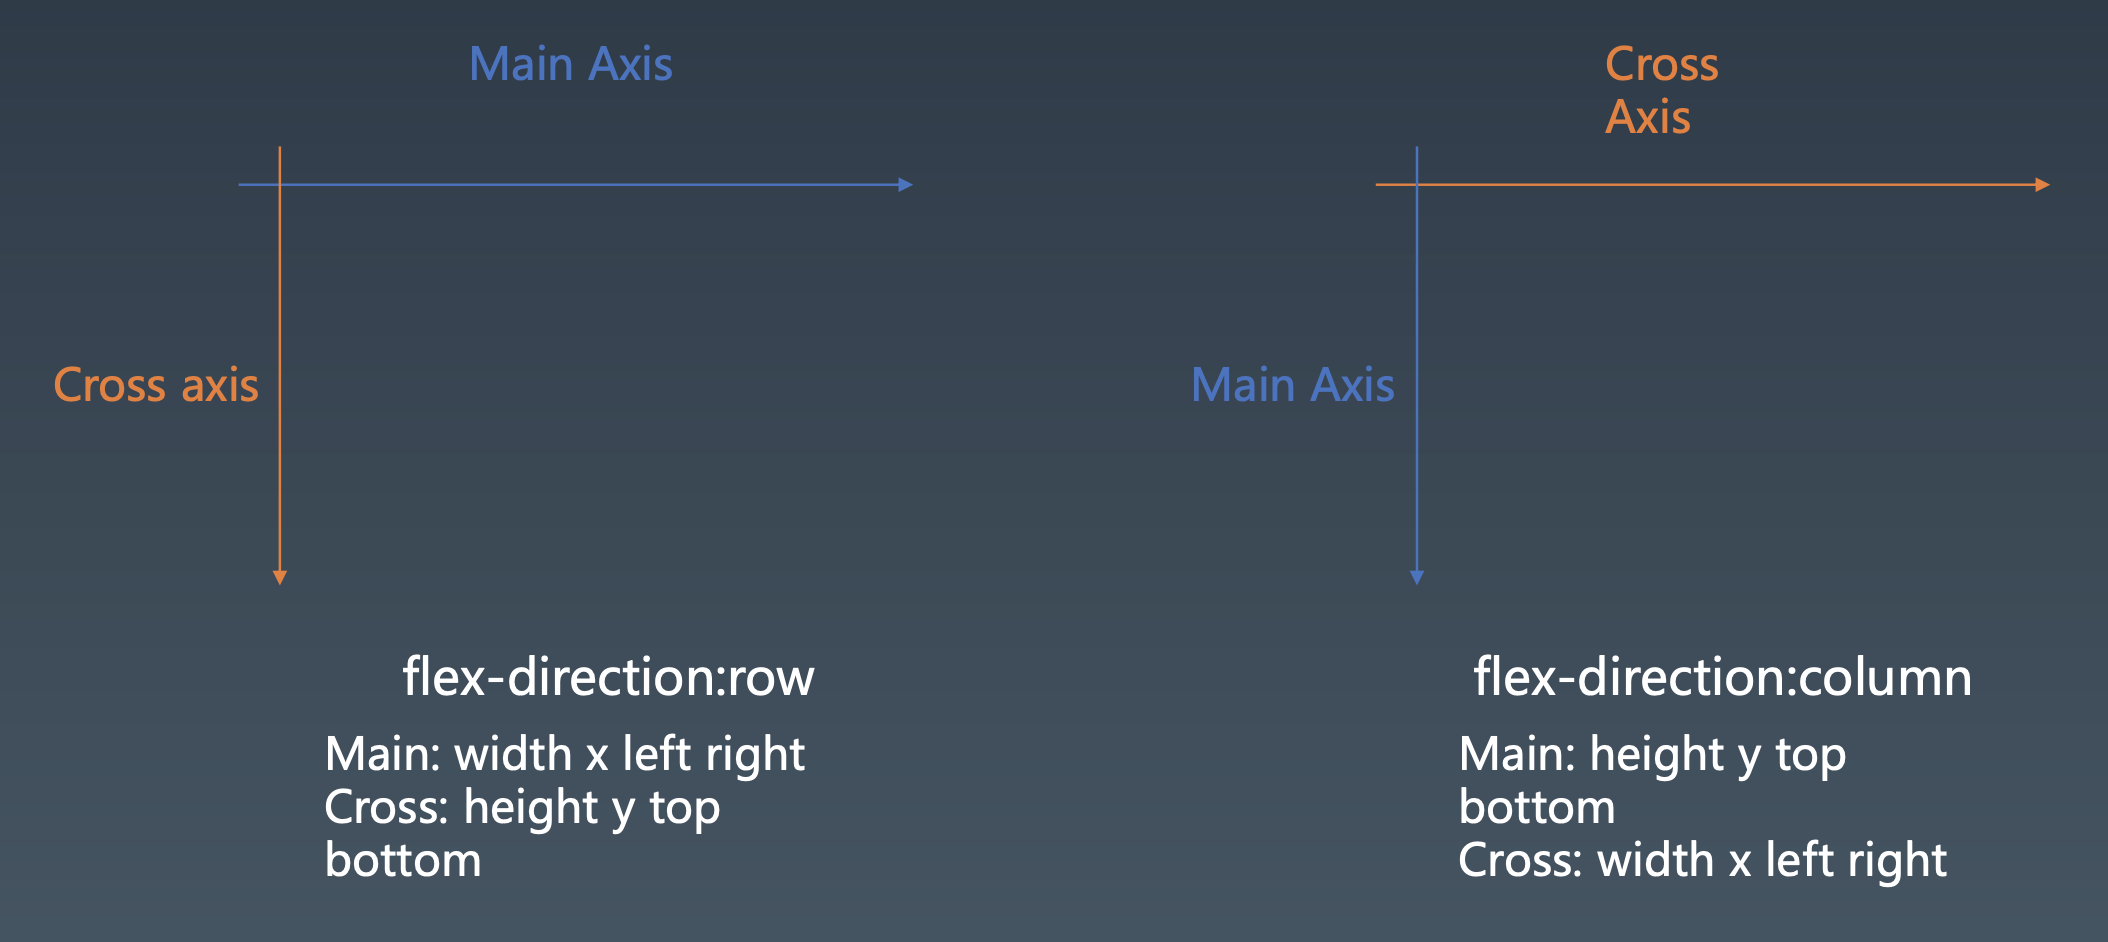 Main Axis
Cross axis
flex-direction:row
Main: width x left right
Cross: height y top
bottom
Cross
Axis
Main Axis
flex-direction:column
Main: height y top
bottom
Cross: width x left right